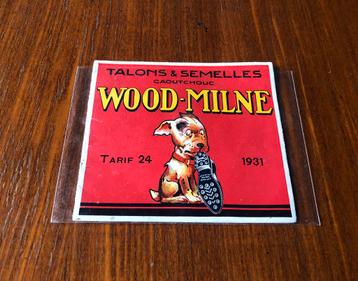 TALONS & SEMELLES
CAOUTCHOUC
WOOD-MILNE
TARIF 24 1931